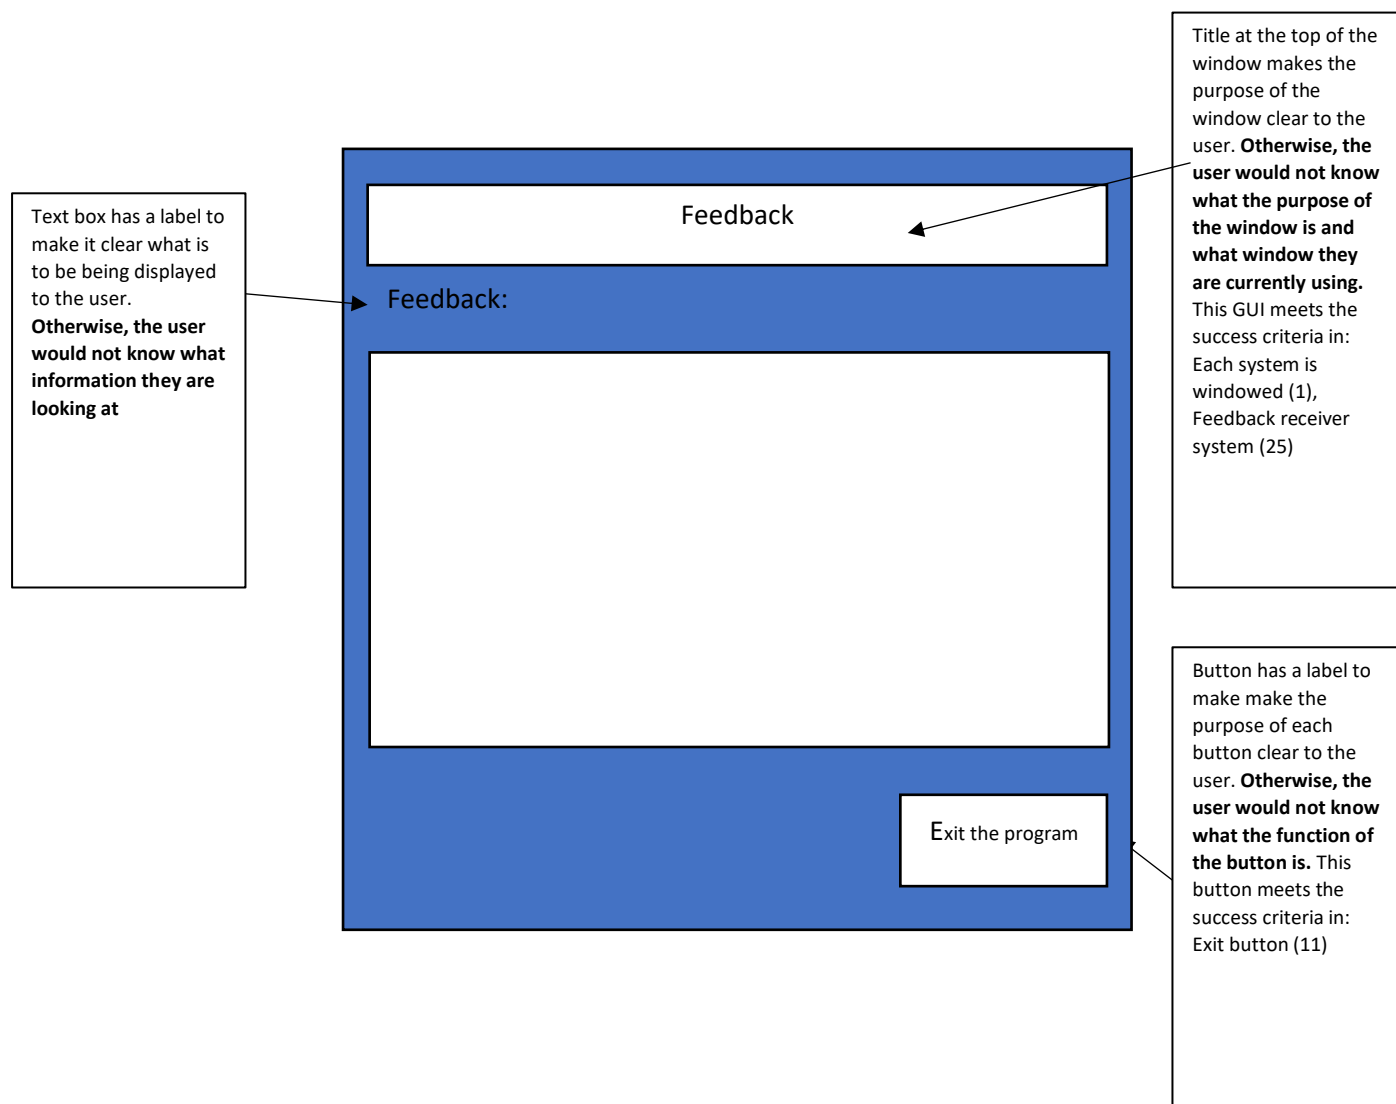 Text box has a label to
make it clear what is
to be being displayed
to the user.
Otherwise, the user
would not know what
information they are
looking at
Feedback
Feedback:
Exit the program
Title at the top of the
window makes the
purpose of the
window clear to the
user. Otherwise, the
user would not know
what the purpose of
the window is and
what window they
are currently using.
This GUI meets the
success criteria in:
Each system is
windowed (1),
Feedback receiver
system (25)
Button has a label to
make make the
purpose of each
button clear to the
user. Otherwise, the
user would not know
what the function of
the button is. This
button meets the
success criteria in:
Exit button (11)